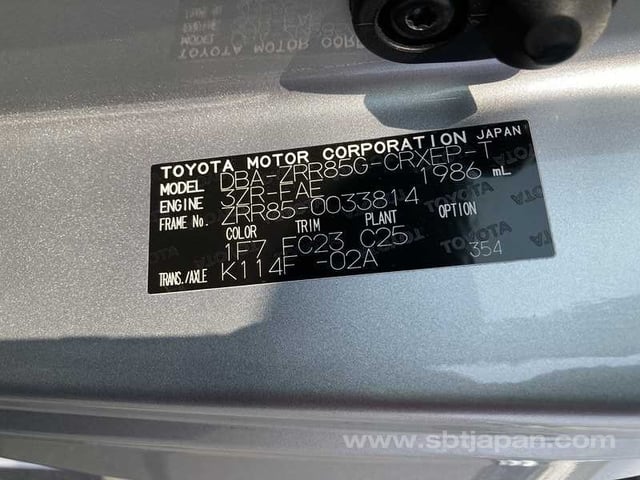 TOYOTA MOTOR CORPORATION JAPAN
MODEL DBA-ZRR85G-CRXEP-T
ENGINE 3ZR-FAE 1986 mL
FRAME No. ZRR85-0033814
COLOR TRIM PLANT OPTION
1F7 FC23 C25 354
TRANS./AXLE K114F -02A
www.sbtjapan.com